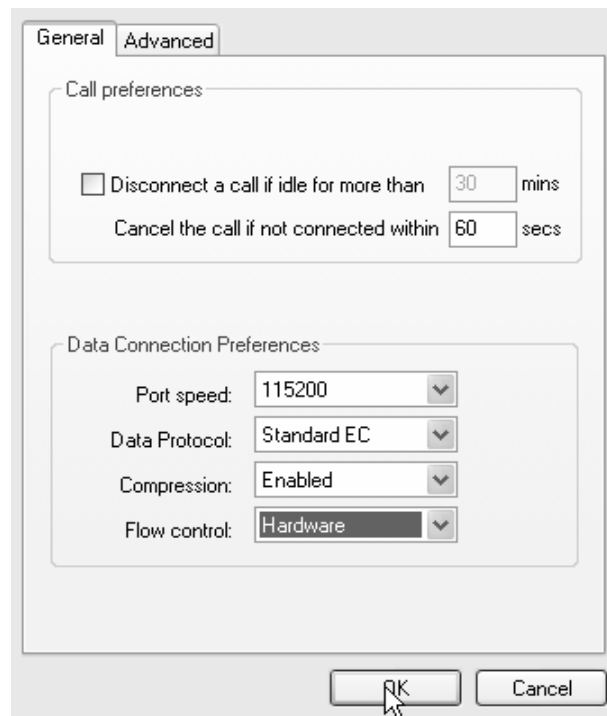 General Advanced
Call preferences
Disconnect a call if idle for more than 30 mins
Cancel the call if not connected within 60 secs
Data Connection Preferences
Port speed: 115200
Data Protocol: Standard EC
Compression: Enabled
Flow control: Hardware
OK Cancel